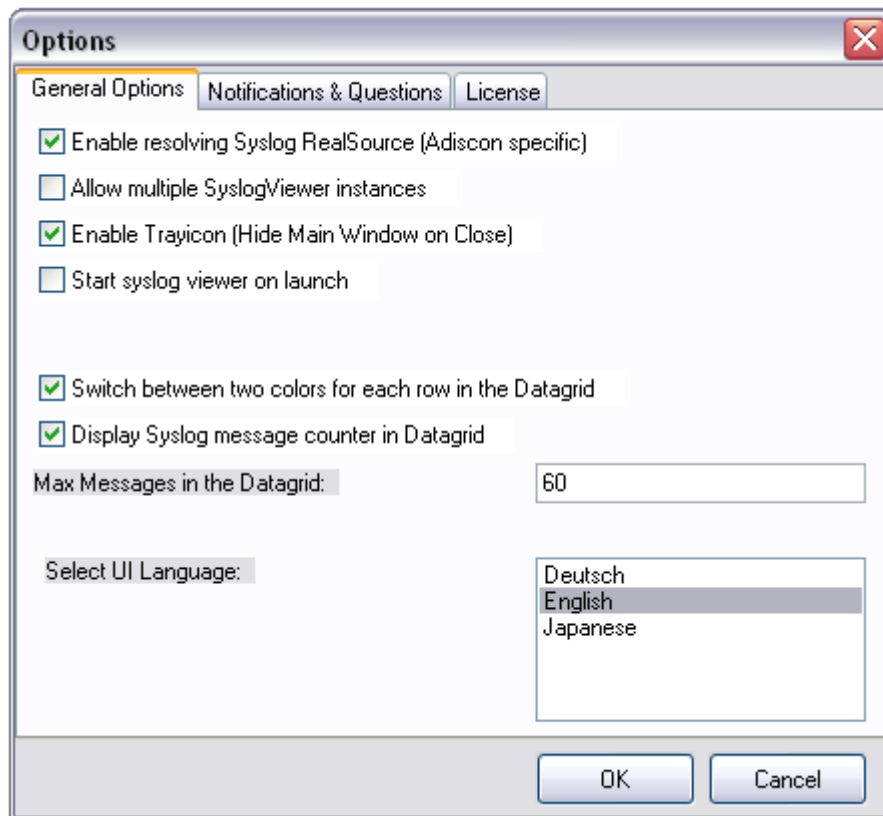 Options
General Options Notifications & Questions License
Enable resolving Syslog RealSource (Adiscon specific)
Allow multiple SyslogViewer instances
Enable Trayicon (Hide Main Window on Close)
Start syslog viewer on launch
Switch between two colors for each row in the Datagrid
Display Syslog message counter in Datagrid
Max Messages in the Datagrid: 60
Select UI Language: Deutsch
English
Japanese
OK Cancel